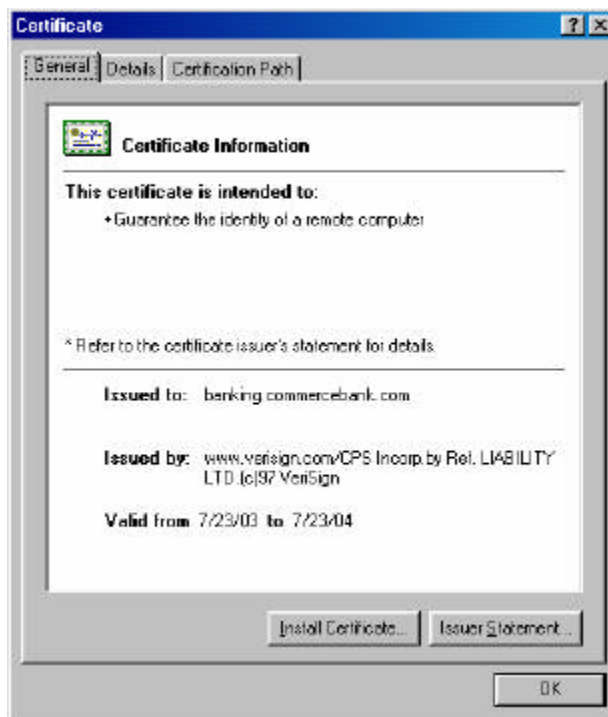 Certificate
General Details Certification Path
Certificate Information
This certificate is intended to:
•Guarantee the identity of a remote computer
* Refer to the certificate issuer's statement for details.
Issued to: banking.commercebank.com
Issued by: www.verisign.com/CPS Incorp.by Ref. LIABILITY
LTD.(c)97 VeriSign
Valid from 7/23/03 to 7/23/04
Install Certificate... Issuer Statement...
OK